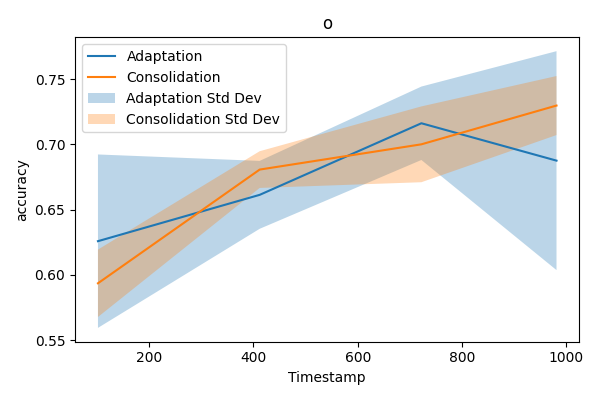 o
Adaptation
Consolidation
Adaptation Std Dev
Consolidation Std Dev
accuracy
0.75
0.70
0.65
0.60
0.55
200 400 600 800 1000
Timestamp